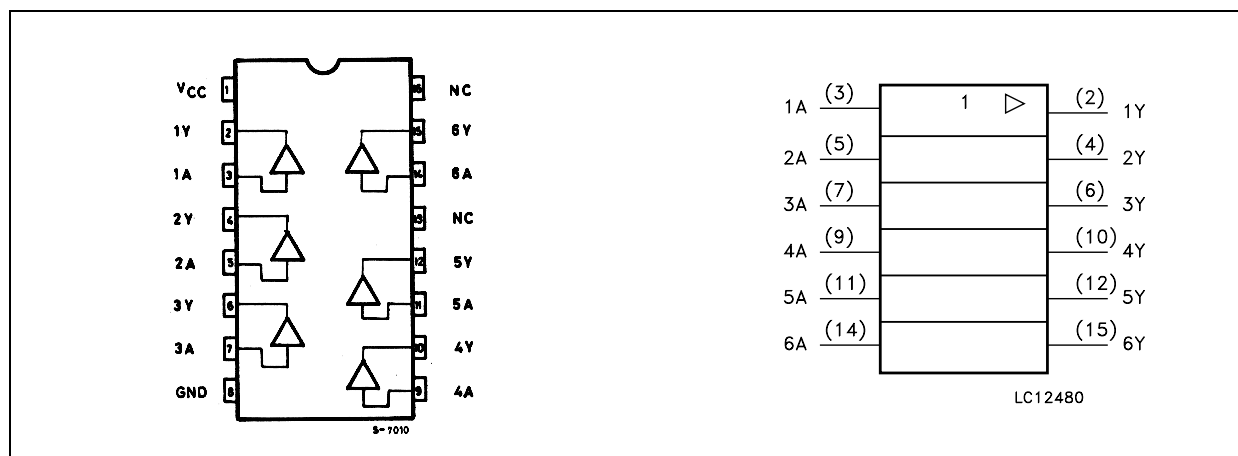 VCC 1 16 NC
1Y 2 15 6Y
1A 3 14 6A
2Y 4 13 NC
2A 5 12 5Y
3Y 6 11 5A
3A 7 10 4Y
GND 8 9 4A
S-7010
1
1A (3) (2) 1Y
2A (5) (4) 2Y
3A (7) (6) 3Y
4A (9) (10) 4Y
5A (11) (12) 5Y
6A (14) (15) 6Y
LC12480